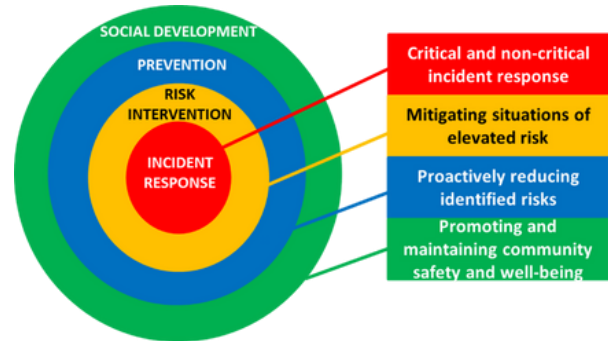 SOCIAL DEVELOPMENT
PREVENTION
RISK
INTERVENTION
INCIDENT
RESPONSE
Critical and non-critical
incident response
Mitigating situations of
elevated risk
Proactively reducing
identified risks
Promoting and
maintaining community
safety and well-being